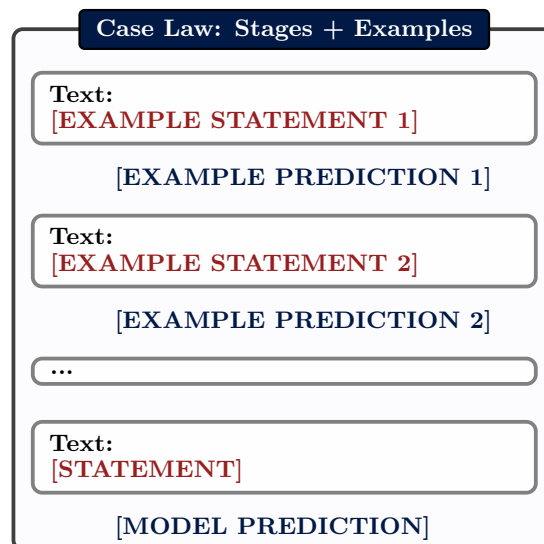 Case Law: Stages + Examples
Text:
[EXAMPLE STATEMENT 1]
[EXAMPLE PREDICTION 1]
Text:
[EXAMPLE STATEMENT 2]
[EXAMPLE PREDICTION 2]
...
Text:
[STATEMENT]
[MODEL PREDICTION]